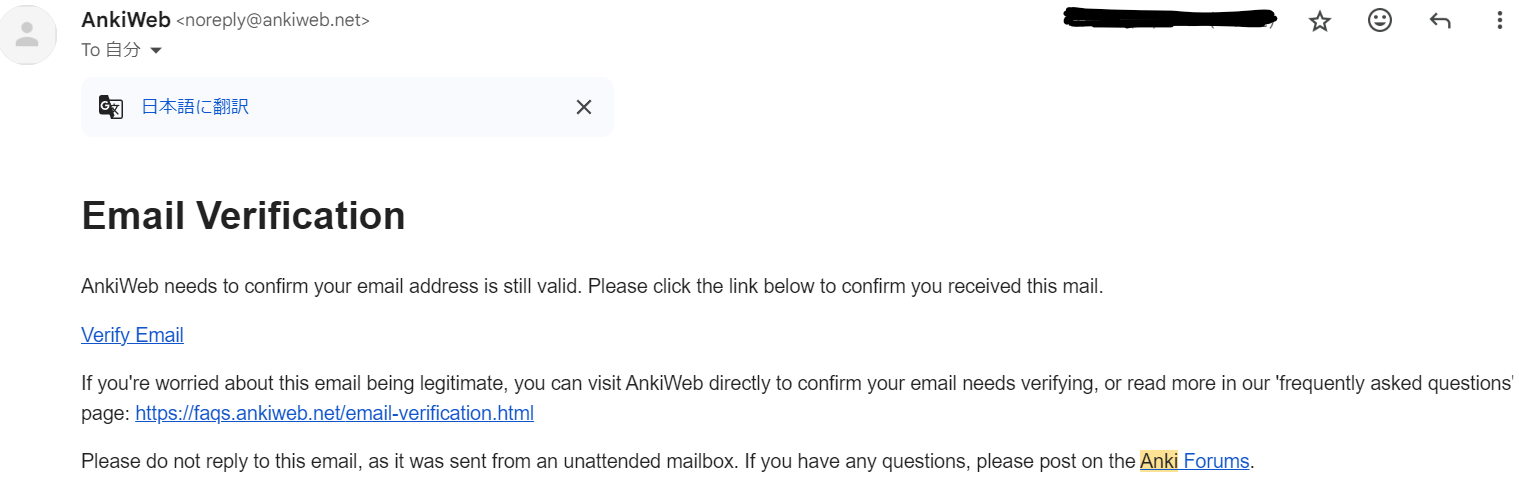 AnkiWeb <noreply@ankiweb.net>
To 自分
日本語に翻訳
Email Verification
AnkiWeb needs to confirm your email address is still valid. Please click the link below to confirm you received this mail.
Verify Email
If you're worried about this email being legitimate, you can visit AnkiWeb directly to confirm your email needs verifying, or read more in our 'frequently asked questions'
page: https://faqs.ankiweb.net/email-verification.html
Please do not reply to this email, as it was sent from an unattended mailbox. If you have any questions, please post on the Anki Forums.